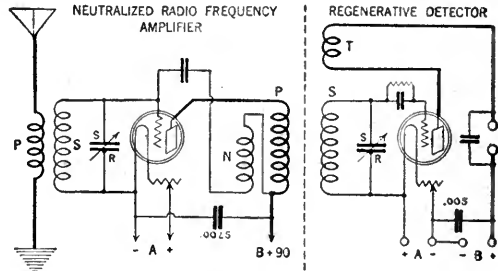 NEUTRALIZED RADIO FREQUENCY
AMPLIFIER
REGENERATIVE DETECTOR
T
P
S
S
R
N
P
S
S
R
.0025
.005
- A +
B+90
+ A -
- B +